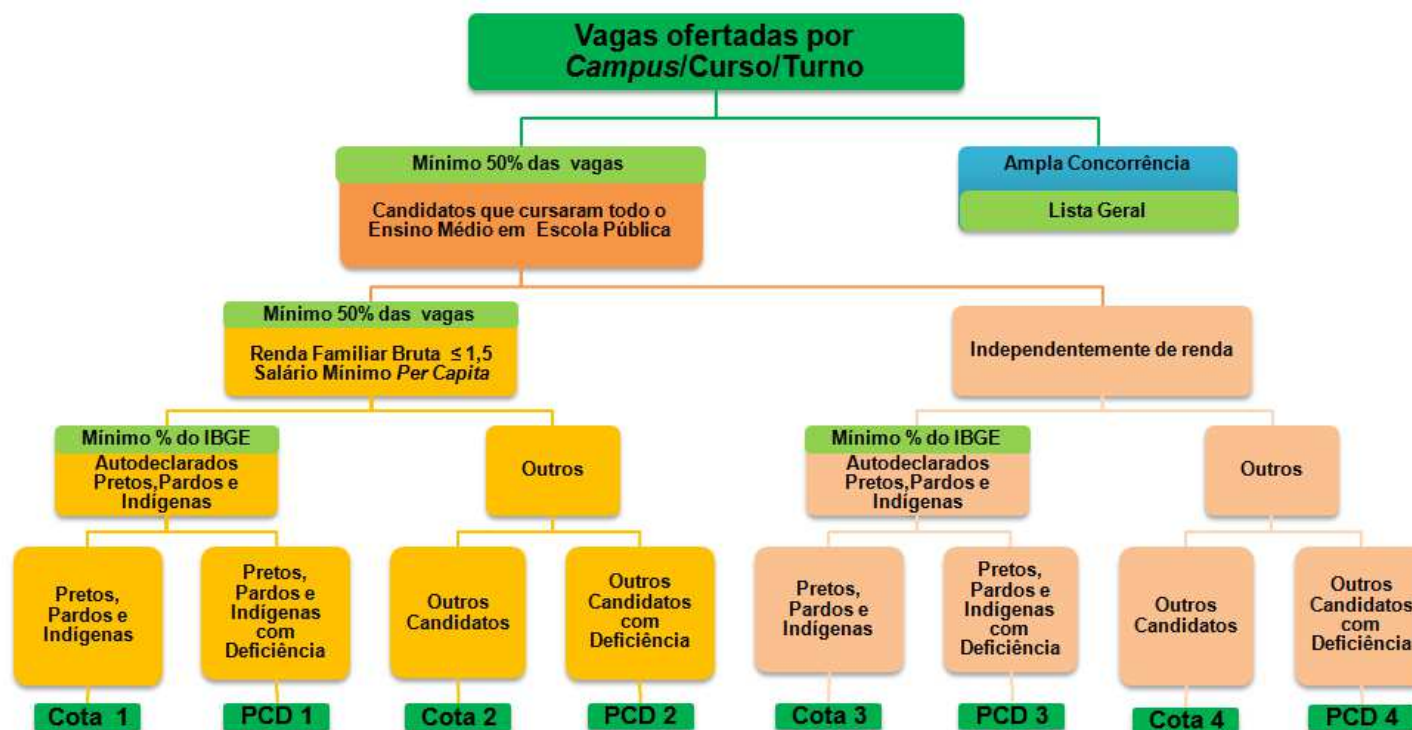 Vagas ofertadas por
Campus/Curso/Turno
Mínimo 50% das vagas
Candidatos que cursaram todo o
Ensino Médio em Escola Pública
Ampla Concorrência
Lista Geral
Mínimo 50% das vagas
Renda Familiar Bruta ≤ 1,5
Salário Mínimo Per Capita
Independentemente de renda
Mínimo % do IBGE
Autodeclarados
Pretos,Pardos e
Indígenas
Outros
Mínimo % do IBGE
Autodeclarados
Pretos,Pardos e
Indígenas
Outros
Pretos,
Pardos e
Indígenas
Pretos,
Pardos e
Indígenas
com
Deficiência
Outros
Candidatos
Outros
Candidatos
com
Deficiência
Pretos,
Pardos e
Indígenas
Pretos,
Pardos e
Indígenas
com
Deficiência
Outros
Candidatos
Outros
Candidatos
com
Deficiência
Cota 1
PCD 1
Cota 2
PCD 2
Cota 3
PCD 3
Cota 4
PCD 4